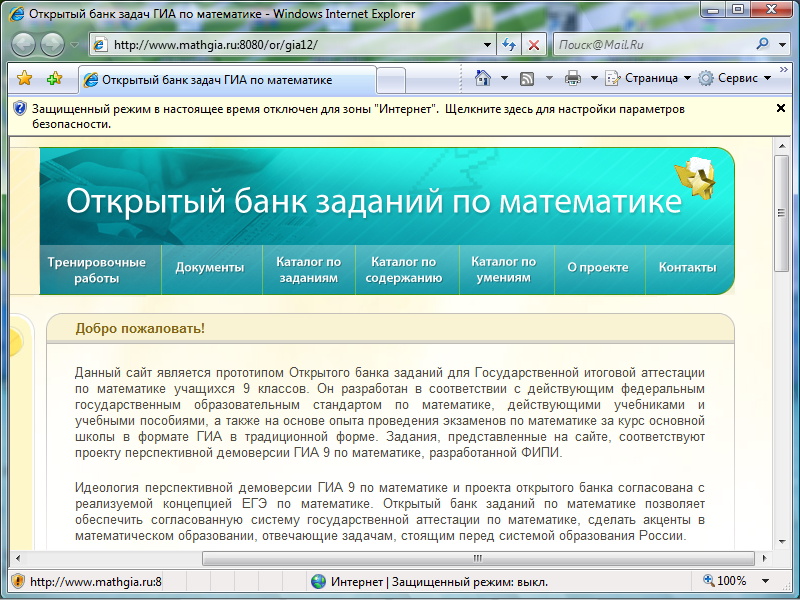 Открытый банк задач ГИА по математике - Windows Internet Explorer
http://www.mathgia.ru:8080/or/gia12/
Поиск@Mail.Ru
Открытый банк задач ГИА по математике
Страница
Сервис
Защищенный режим в настоящее время отключен для зоны "Интернет". Щелкните здесь для настройки параметров
безопасности.
Открытый банк заданий по математике
Тренировочные работы
Документы
Каталог по заданиям
Каталог по содержанию
Каталог по умениям
О проекте
Контакты
Добро пожаловать!
Данный сайт является прототипом Открытого банка заданий для Государственной итоговой аттестации
по математике учащихся 9 классов. Он разработан в соответствии с действующим федеральным
государственным образовательным стандартом по математике, действующими учебниками и
учебными пособиями, а также на основе опыта проведения экзаменов по математике за курс основной
школы в формате ГИА в традиционной форме. Задания, представленные на сайте, соответствуют
проекту перспективной демоверсии ГИА 9 по математике, разработанной ФИПИ.
Идеология перспективной демоверсии ГИА 9 по математике и проекта открытого банка согласована с
реализуемой концепцией ЕГЭ по математике. Открытый банк заданий по математике позволяет
обеспечить согласованную систему государственной аттестации по математике, сделать акценты в
математическом образовании, отвечающие задачам, стоящим перед системой образования России.
http://www.mathgia.ru:8
Интернет | Защищенный режим: выкл.
100%